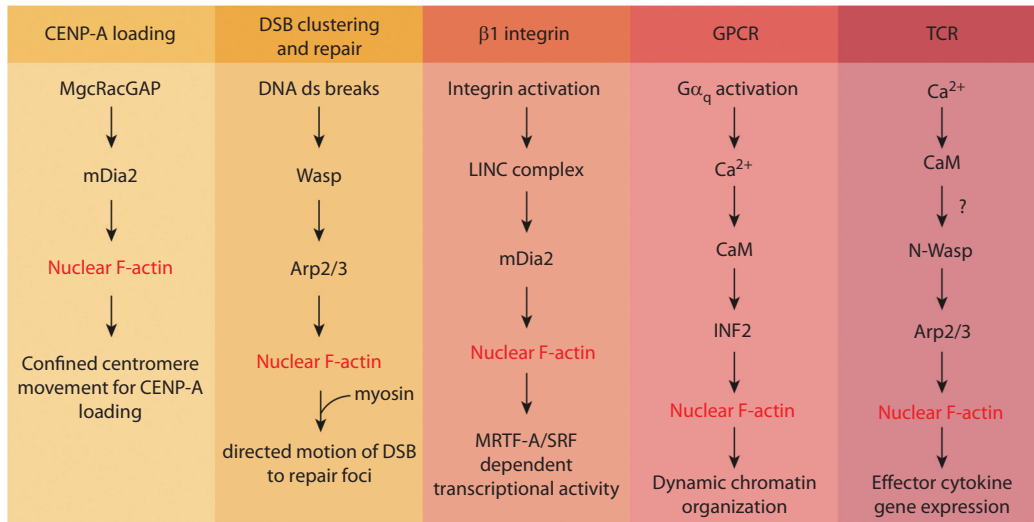 CENP-A loading
MgcRacGAP
mDia2
Nuclear F-actin
Confined centromere
movement for CENP-A
loading
DSB clustering
and repair
DNA ds breaks
Wasp
Arp2/3
Nuclear F-actin
myosin
directed motion of DSB
to repair foci
β1 integrin
Integrin activation
LINC complex
mDia2
Nuclear F-actin
MRTF-A/SRF
dependent
transcriptional activity
GPCR
Gαq activation
Ca²⁺
CaM
INF2
Nuclear F-actin
Dynamic chromatin
organization
TCR
Ca²⁺
CaM
?
N-Wasp
Arp2/3
Nuclear F-actin
Effector cytokine
gene expression